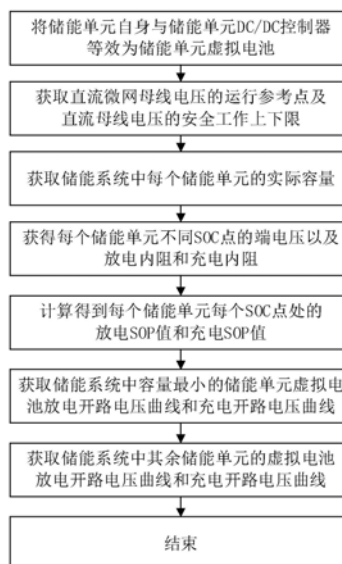 将储能单元自身与储能单元DC/DC控制器
等效为储能单元虚拟电池
获取直流微网母线电压的运行参考点及
直流母线电压的安全工作上下限
获取储能系统中每个储能单元的实际容量
获得每个储能单元不同SOC点的端电压以及
放电内阻和充电内阻
计算得到每个储能单元每个SOC点处的
放电SOP值和充电SOP值
获取储能系统中容量最小的储能单元虚拟电
池放电开路电压曲线和充电开路电压曲线
获取储能系统中其余储能单元的虚拟电池
放电开路电压曲线和充电开路电压曲线
结束